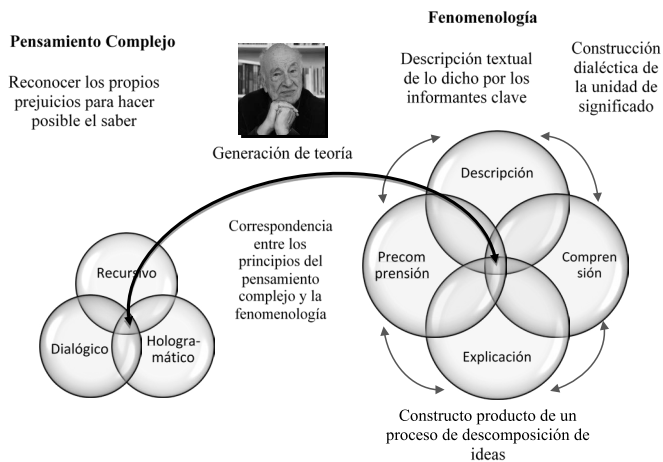 Fenomenología
Pensamiento Complejo
Reconocer los propios
prejuicios para hacer
posible el saber
Descripción textual
de lo dicho por los
informantes clave
Construcción
dialéctica de
la unidad de
significado
Generación de teoría
Correspondencia
entre los
principios del
pensamiento
complejo y la
fenomenología
Recursivo
Dialógico
Hologra-
mático
Descripción
Precom
prensión
Compren
sión
Explicación
Constructo producto de un
proceso de descomposición de
ideas